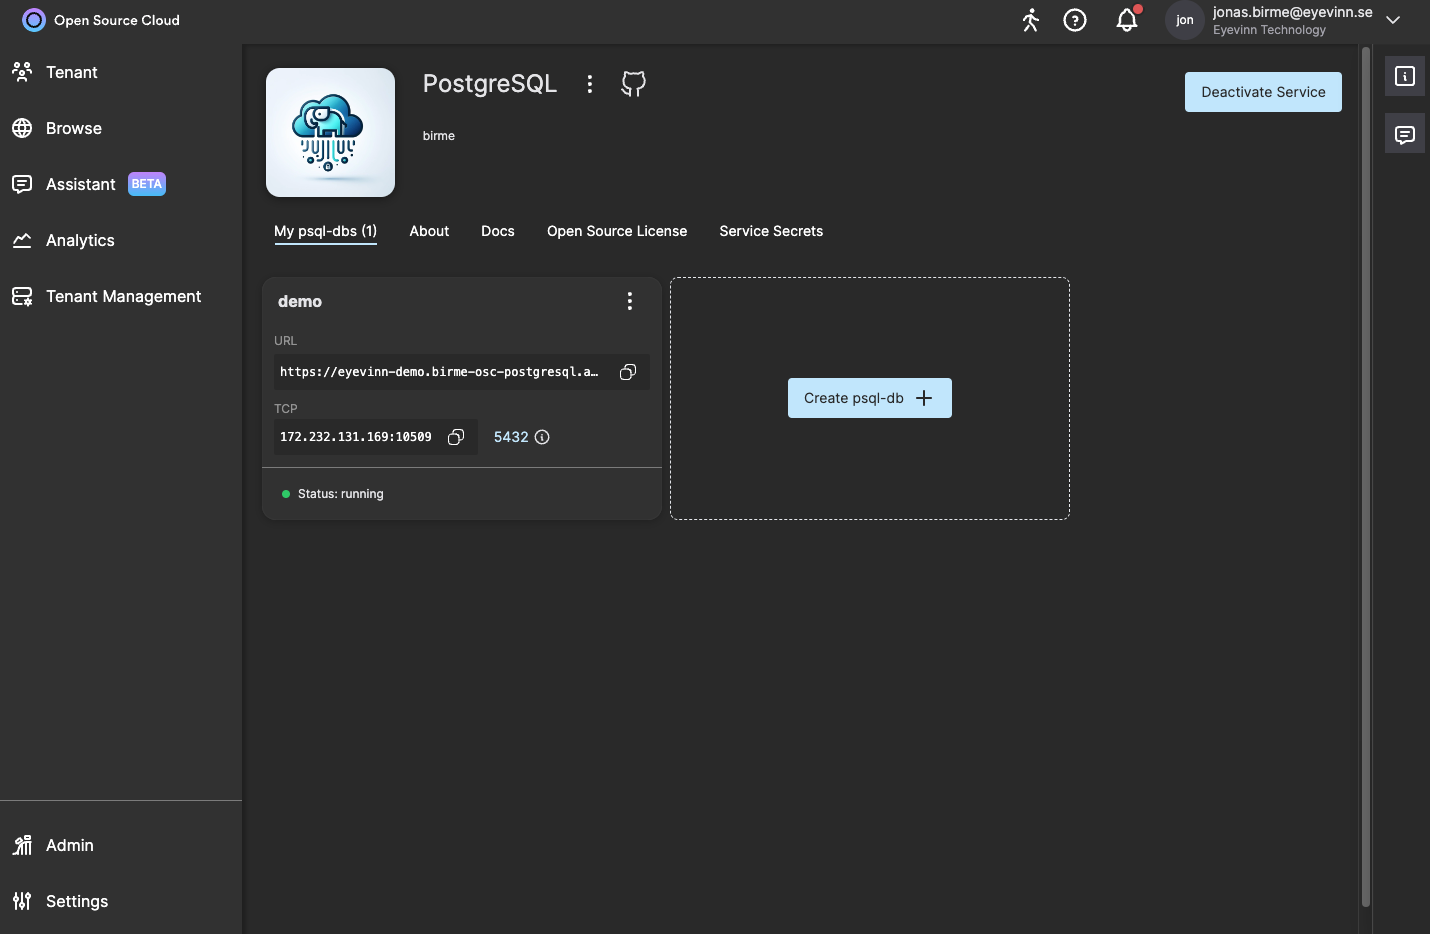 Open Source Cloud
jon
jonas.birme@eyevinn.se
Eyevinn Technology
Tenant
Browse
Assistant BETA
Analytics
Tenant Management
Admin
Settings
PostgreSQL
birme
Deactivate Service
My psql-dbs (1) About Docs Open Source License Service Secrets
demo
URL
https://eyevinn-demo.birme-osc-postgresql.a…
TCP
172.232.131.169:10509 5432
Status: running
Create psql-db